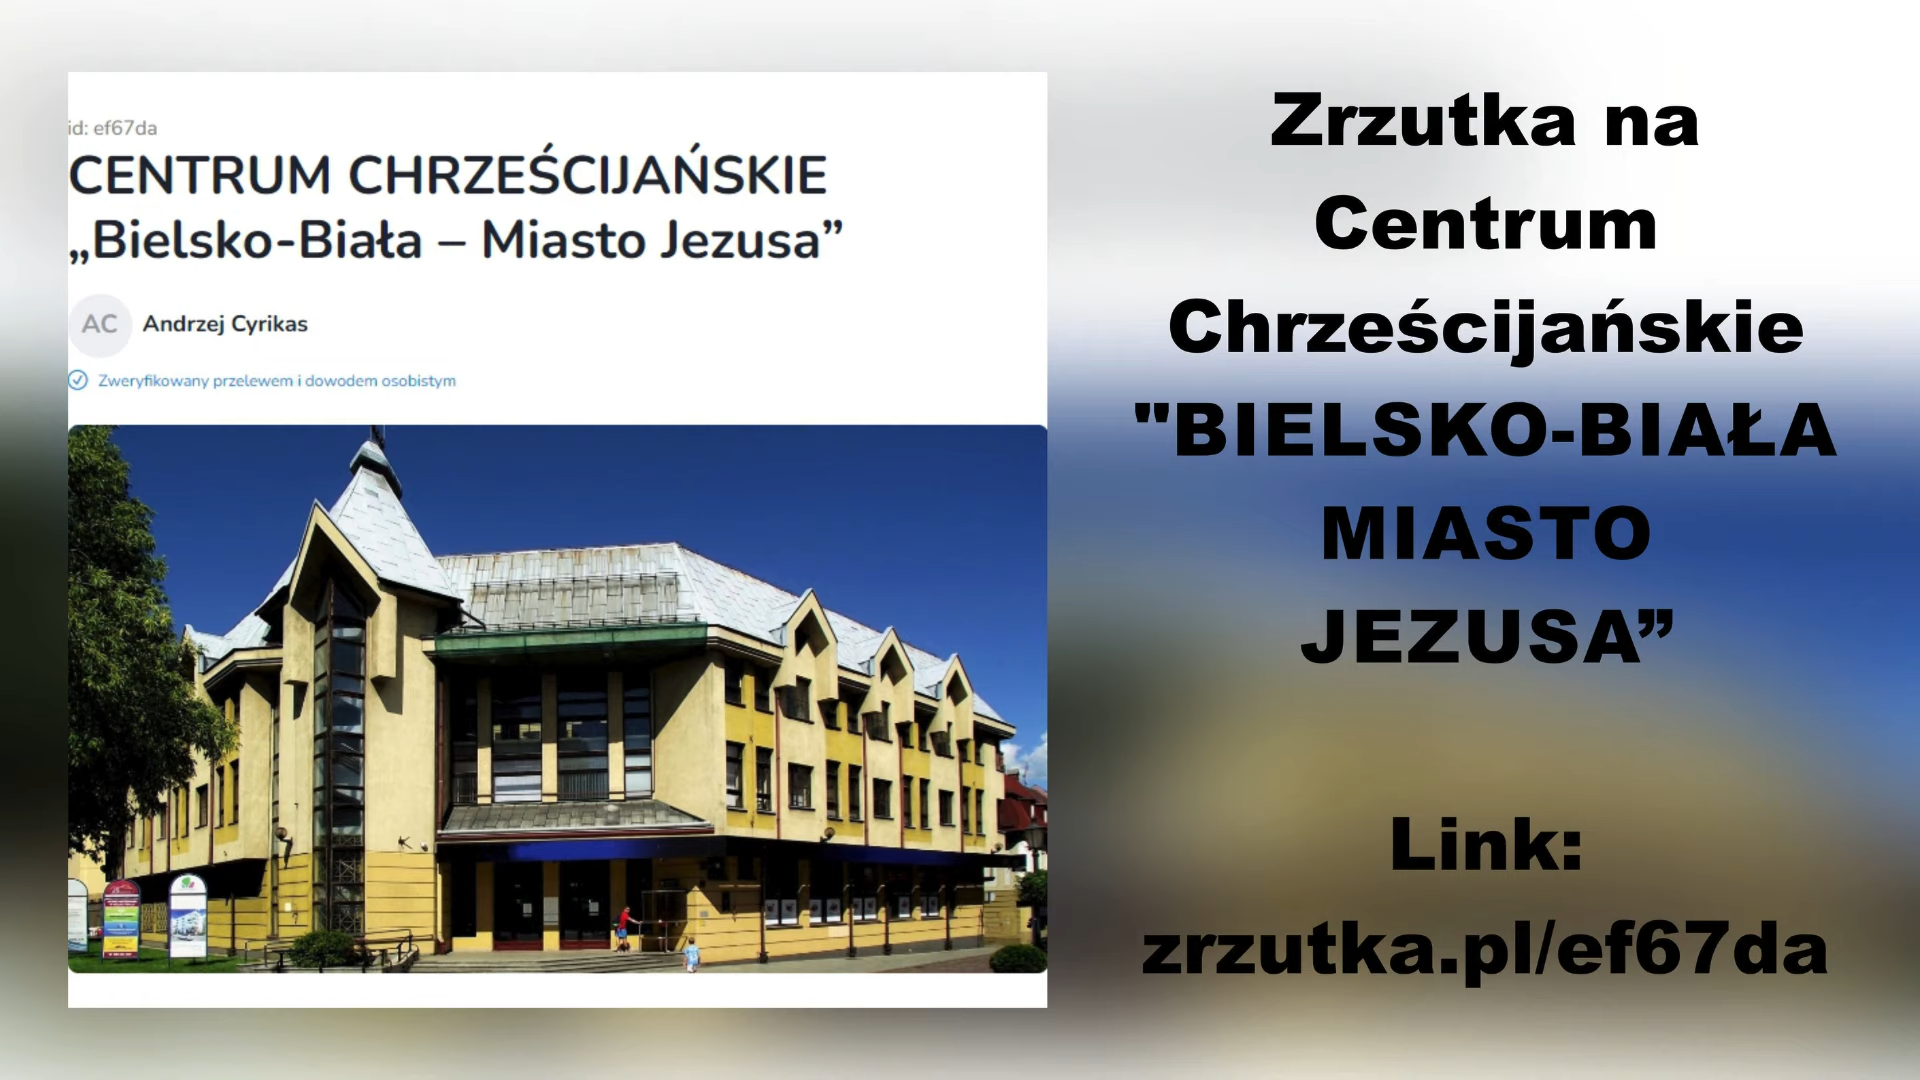 id: ef67da
CENTRUM CHRZEŚCIJAŃSKIE
„Bielsko-Biała – Miasto Jezusa”
AC
Andrzej Cyrikas
Zweryfikowany przelewem i dowodem osobistym
Zrzutka na
Centrum
Chrześcijańskie
"BIELSKO-BIAŁA
MIASTO
JEZUSA”
Link:
zrzutka.pl/ef67da